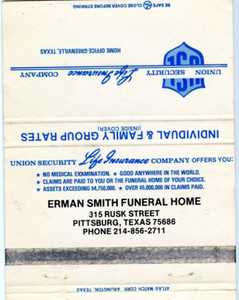 BE SAFE CLOSE COVER BEFORE STRIKING
HOME OFFICE-GREENVILLE, TEXAS
UNION SECURITY Life Insurance COMPANY
USL
INDIVIDUAL & FAMILY GROUP RATES
(INSIDE COVER)
UNION SECURITY Life Insurance COMPANY OFFERS YOU:
★ NO MEDICAL EXAMINATION. ★ GOOD ANYWHERE IN THE WORLD.
★ CLAIMS ARE PAID TO YOU OR THE FUNERAL HOME OF YOUR CHOICE.
★ ASSETS EXCEEDING $4,750,000. ★ OVER $5,000,000 IN CLAIMS PAID.
ERMAN SMITH FUNERAL HOME
315 RUSK STREET
PITTSBURG, TEXAS 75686
PHONE 214-856-2711
ATLAS MATCH CORP. ARLINGTON, TEXAS